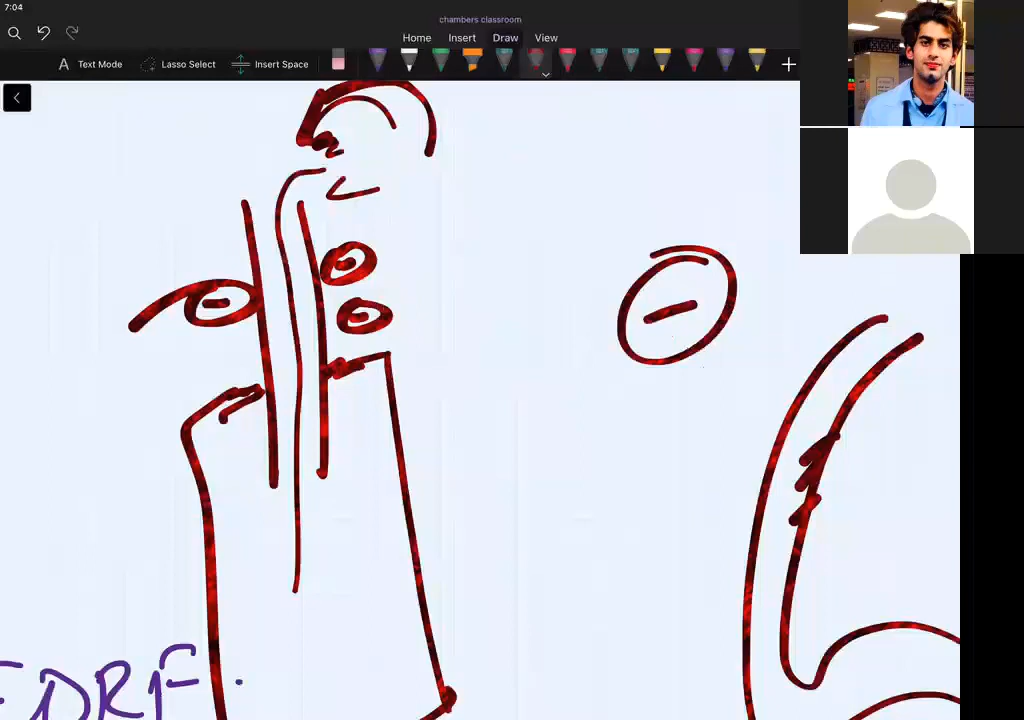 7:04
chambers classroom
Home Insert Draw View
A Text Mode Lasso Select Insert Space
EDRF.